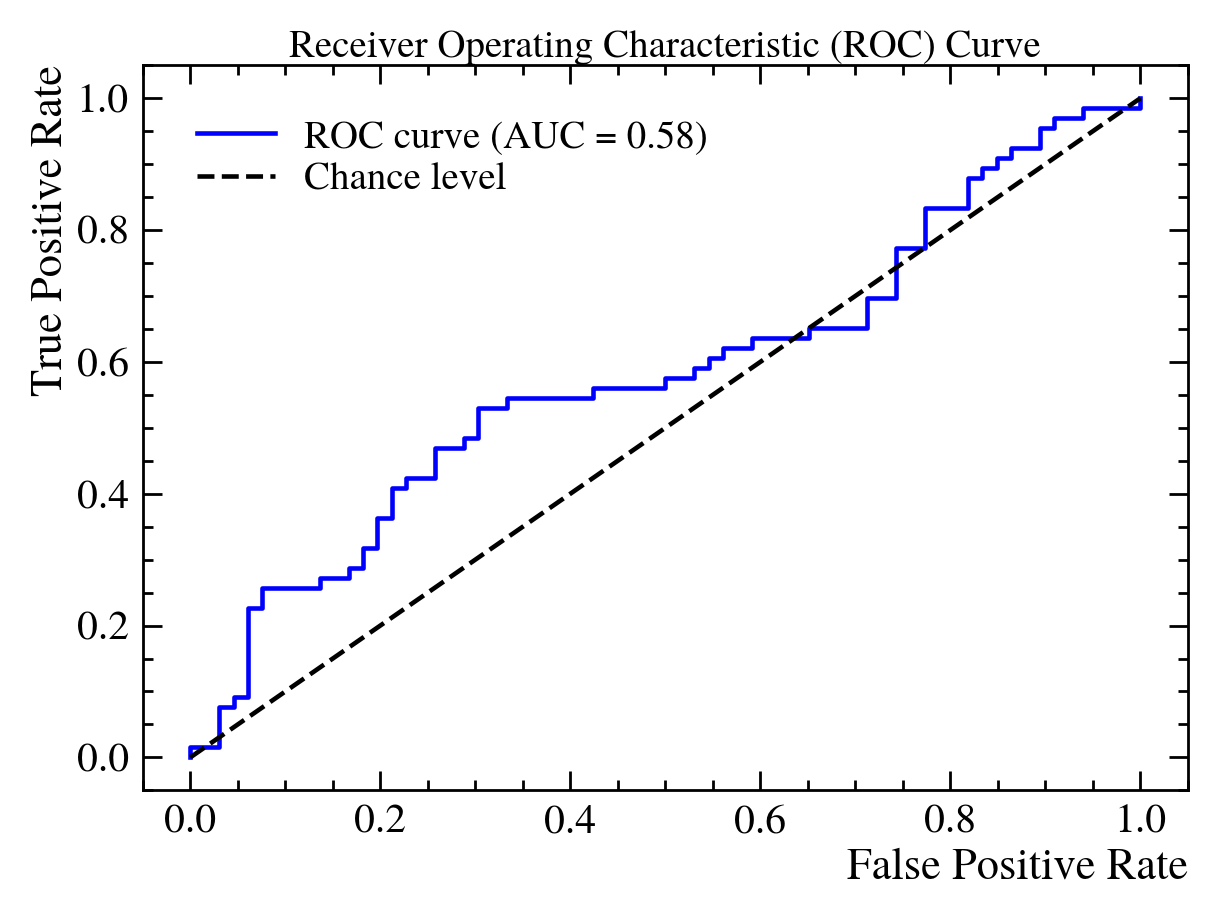 Receiver Operating Characteristic (ROC) Curve
True Positive Rate
1.0
0.8
0.6
0.4
0.2
0.0
ROC curve (AUC = 0.58)
Chance level
0.0 0.2 0.4 0.6 0.8 1.0
False Positive Rate